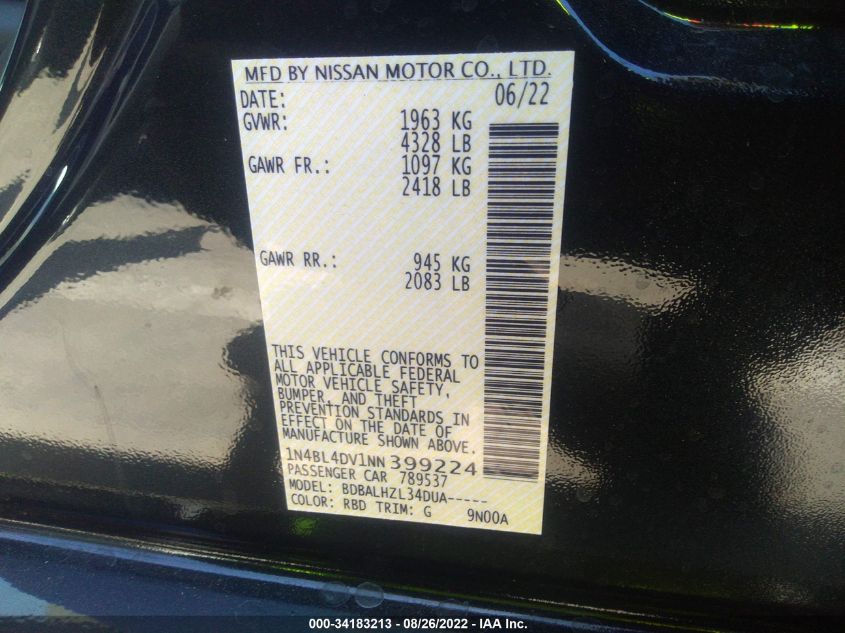 MFD BY NISSAN MOTOR CO., LTD.
DATE: 06/22
GVWR: 1963 KG
4328 LB
GAWR FR.: 1097 KG
2418 LB
GAWR RR.: 945 KG
2083 LB
THIS VEHICLE CONFORMS TO
ALL APPLICABLE FEDERAL
MOTOR VEHICLE SAFETY,
BUMPER, AND THEFT
PREVENTION STANDARDS IN
EFFECT ON THE DATE OF
MANUFACTURE SHOWN ABOVE.
1N4BL4DV1NN399224
PASSENGER CAR 789537
MODEL: BDBALHZL34DUA-----
COLOR: RBD TRIM: G 9N00A
000-34183213 - 08/26/2022 - IAA Inc.